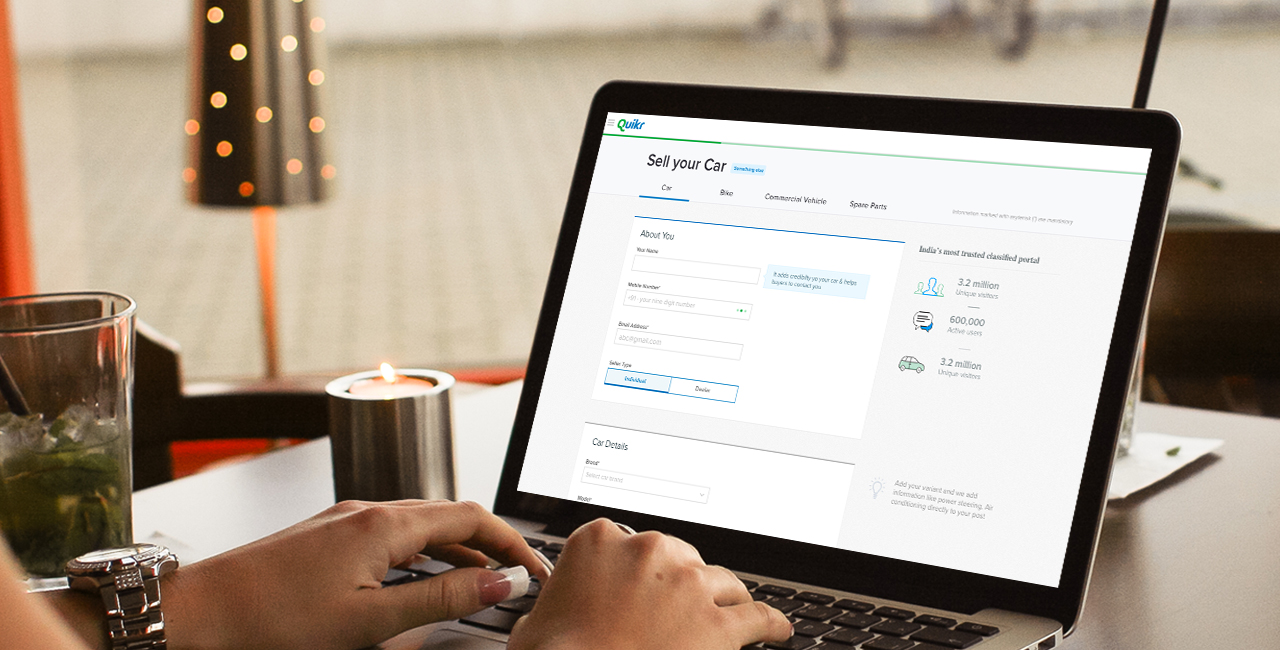 Quikr
Sell your Car
Something else
Car
Bike
Commercial Vehicle
Spare Parts
Information marked with asterisk (*) are mandatory
About You
Your Name
It adds credibility yo your car & helps
buyers to contact you
Mobile Number*
+91 your nine digit number
Email Address*
abc@gmail.com
Seller Type
Individual
Dealer
India's most trusted classified portal
3.2 million
Unique visitors
600,000
Active users
3.2 million
Unique visitors
Car Details
Brand*
Select car brand
Model*
Add your variant and we add
information like power steering, Air
conditioning directly to your post